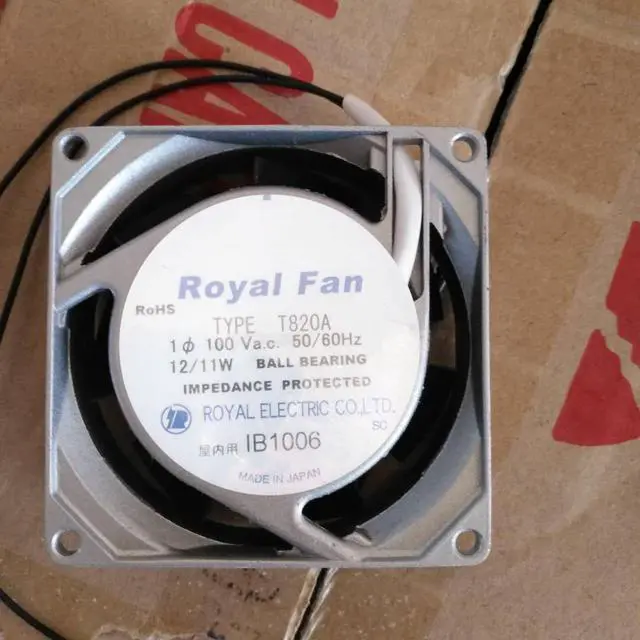 Royal Fan
RoHS
TYPE T820A
1ϕ 100 Va.c. 50/60Hz
12/11W BALL BEARING
IMPEDANCE PROTECTED
ROYAL ELECTRIC CO.,LTD.
SC
屋内用 IB1006
MADE IN JAPAN